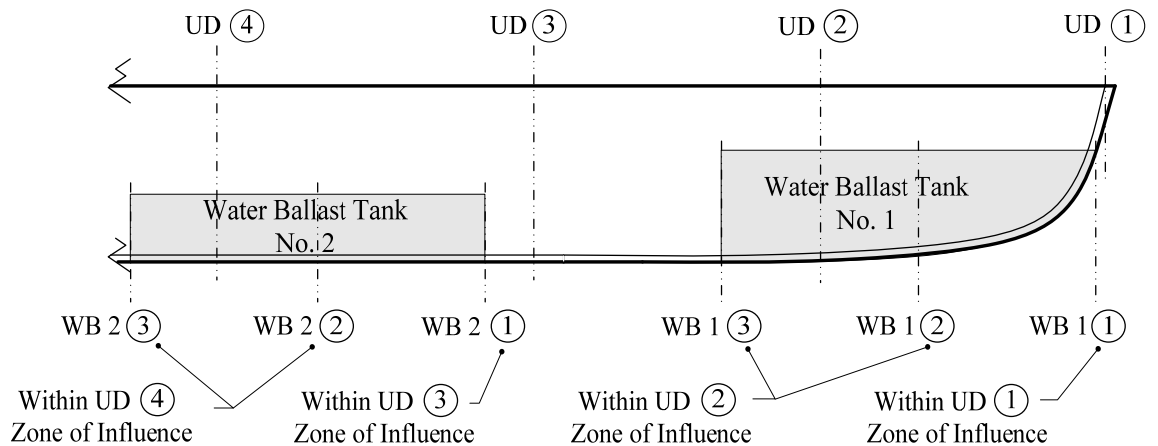 UD ④ UD ③ UD ② UD ①
Water Ballast Tank
No. 1
Water Ballast Tank
No. 2
WB 2 ③ WB 2 ② WB 2 ① WB 1 ③ WB 1 ② WB 1 ①
Within UD ④ Within UD ③ Within UD ② Within UD ①
Zone of Influence Zone of Influence Zone of Influence Zone of Influence